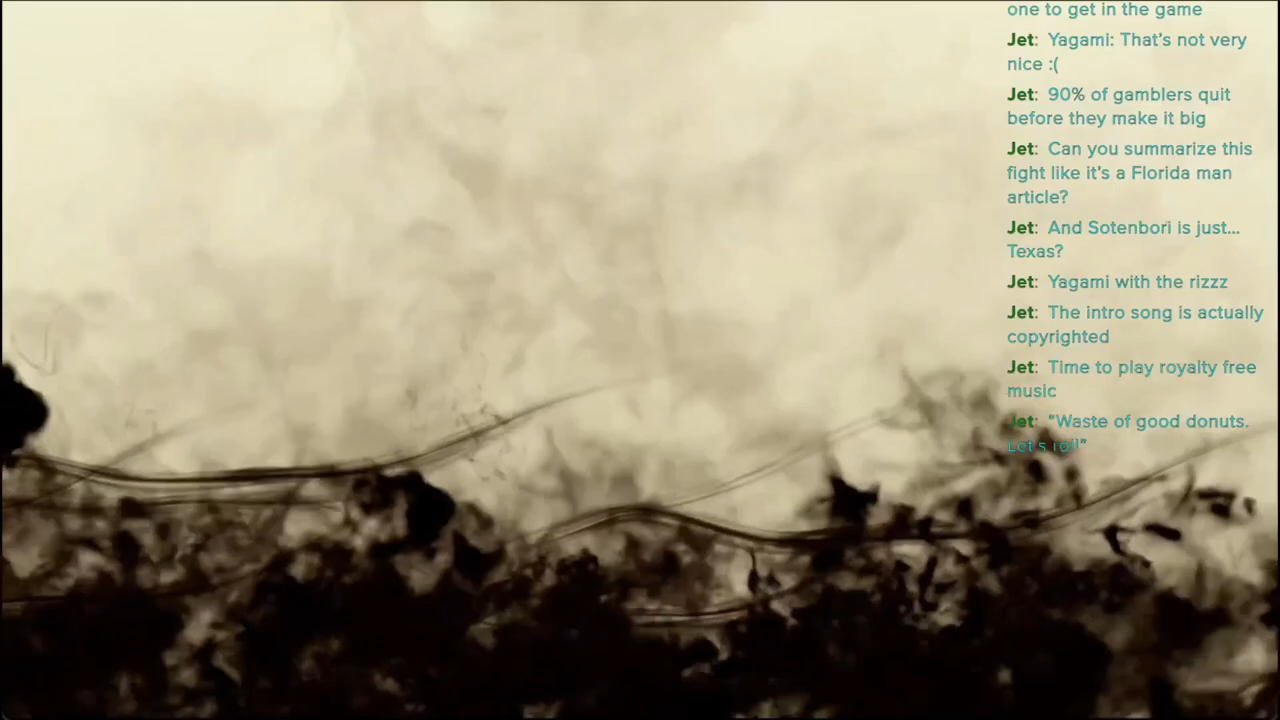 one to get in the game
Jet: Yagami: That's not very
nice :(
Jet: 90% of gamblers quit
before they make it big
Jet: Can you summarize this
fight like it's a Florida man
article?
Jet: And Sotenbori is just...
Texas?
Jet: Yagami with the rizzz
Jet: The intro song is actually
copyrighted
Jet: Time to play royalty free
music
Jet: "Waste of good donuts.
Let's roll"